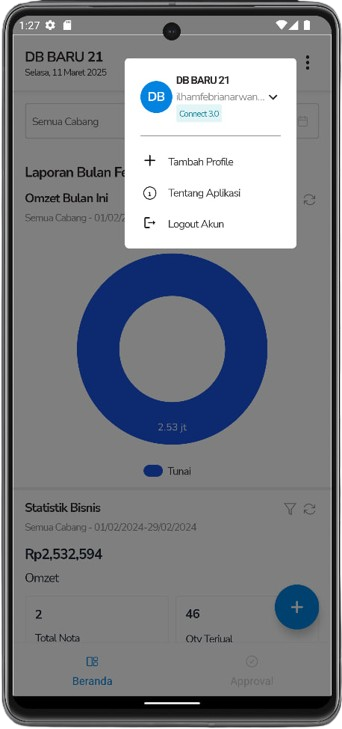 1:27
DB BARU 21
Selasa, 11 Maret 2025
DB
DB BARU 21
ilhamfebrianarwan...
Connect 3.0
Semua Cabang
Tambah Profile
Laporan Bulan Fe
Omzet Bulan Ini
Tentang Aplikasi
Semua Cabang - 01/02/2
Logout Akun
2.53 jt
Tunai
Statistik Bisnis
Semua Cabang - 01/02/2024-29/02/2024
Rp2,532,594
Omzet
2
46
Total Nota
Qty Terjual
Beranda
Approval